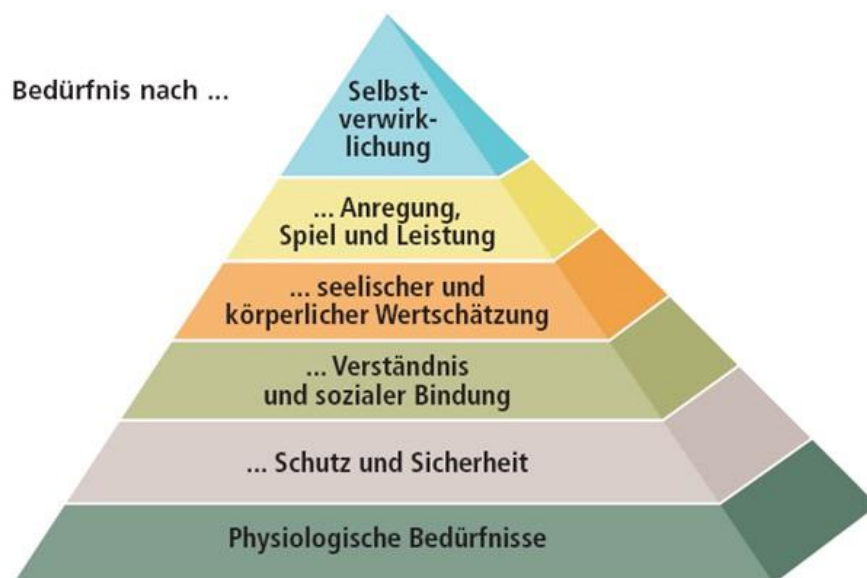 Bedürfnis nach ...
Selbst-
verwirk-
lichung
... Anregung,
Spiel und Leistung
... seelischer und
körperlicher Wertschätzung
... Verständnis
und sozialer Bindung
... Schutz und Sicherheit
Physiologische Bedürfnisse